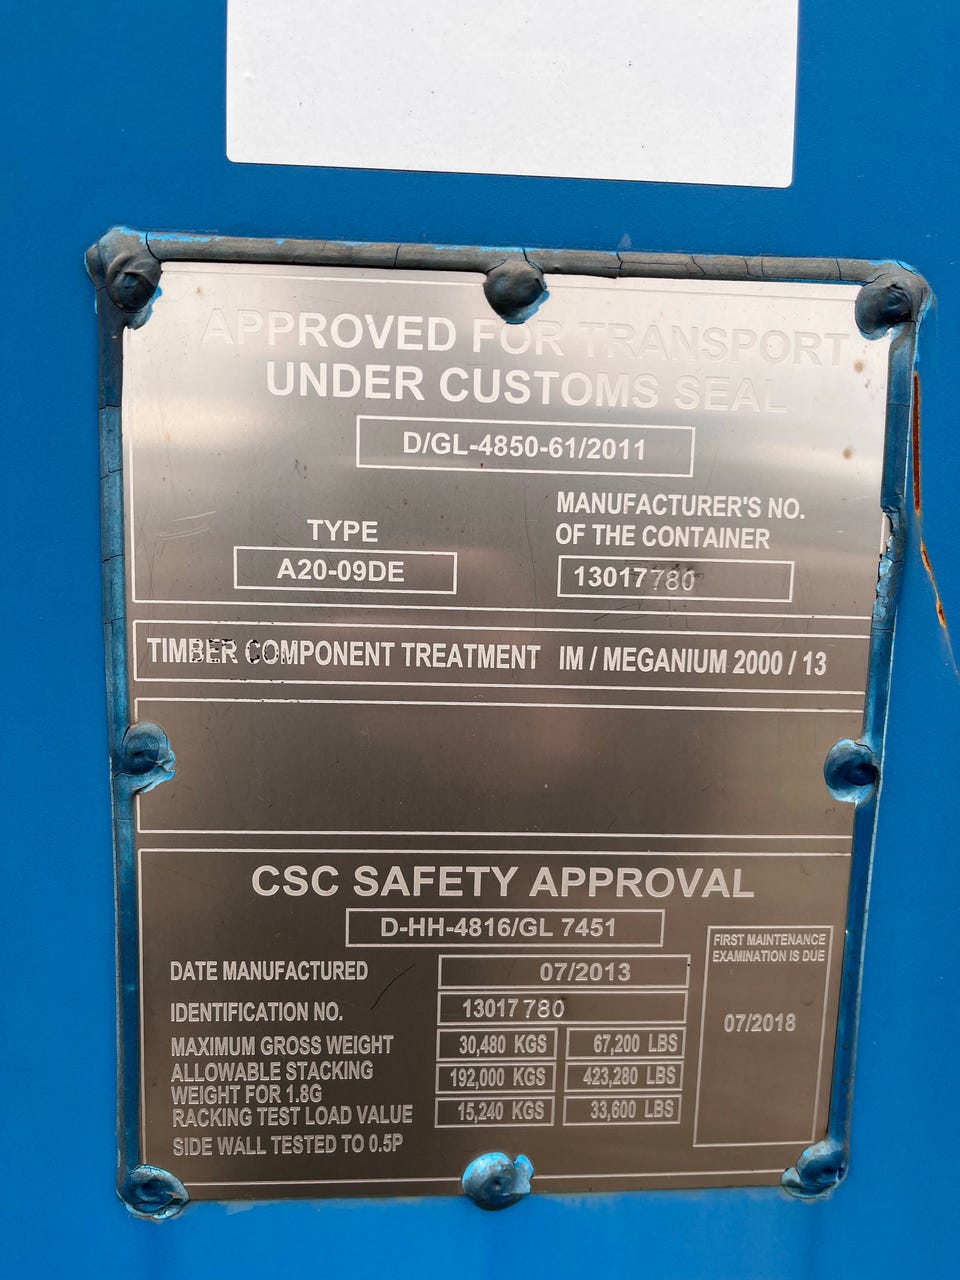 APPROVED FOR TRANSPORT
UNDER CUSTOMS SEAL
D/GL-4850-61/2011
TYPE
A20-09DE
MANUFACTURER'S NO.
OF THE CONTAINER
13017780
TIMBER COMPONENT TREATMENT IM / MEGANIUM 2000 / 13
CSC SAFETY APPROVAL
D-HH-4816/GL 7451
DATE MANUFACTURED 07/2013
IDENTIFICATION NO. 13017780
MAXIMUM GROSS WEIGHT 30,480 KGS 67,200 LBS
ALLOWABLE STACKING
WEIGHT FOR 1.8G 192,000 KGS 423,280 LBS
RACKING TEST LOAD VALUE 15,240 KGS 33,600 LBS
SIDE WALL TESTED TO 0.5P
FIRST MAINTENANCE
EXAMINATION IS DUE
07/2018